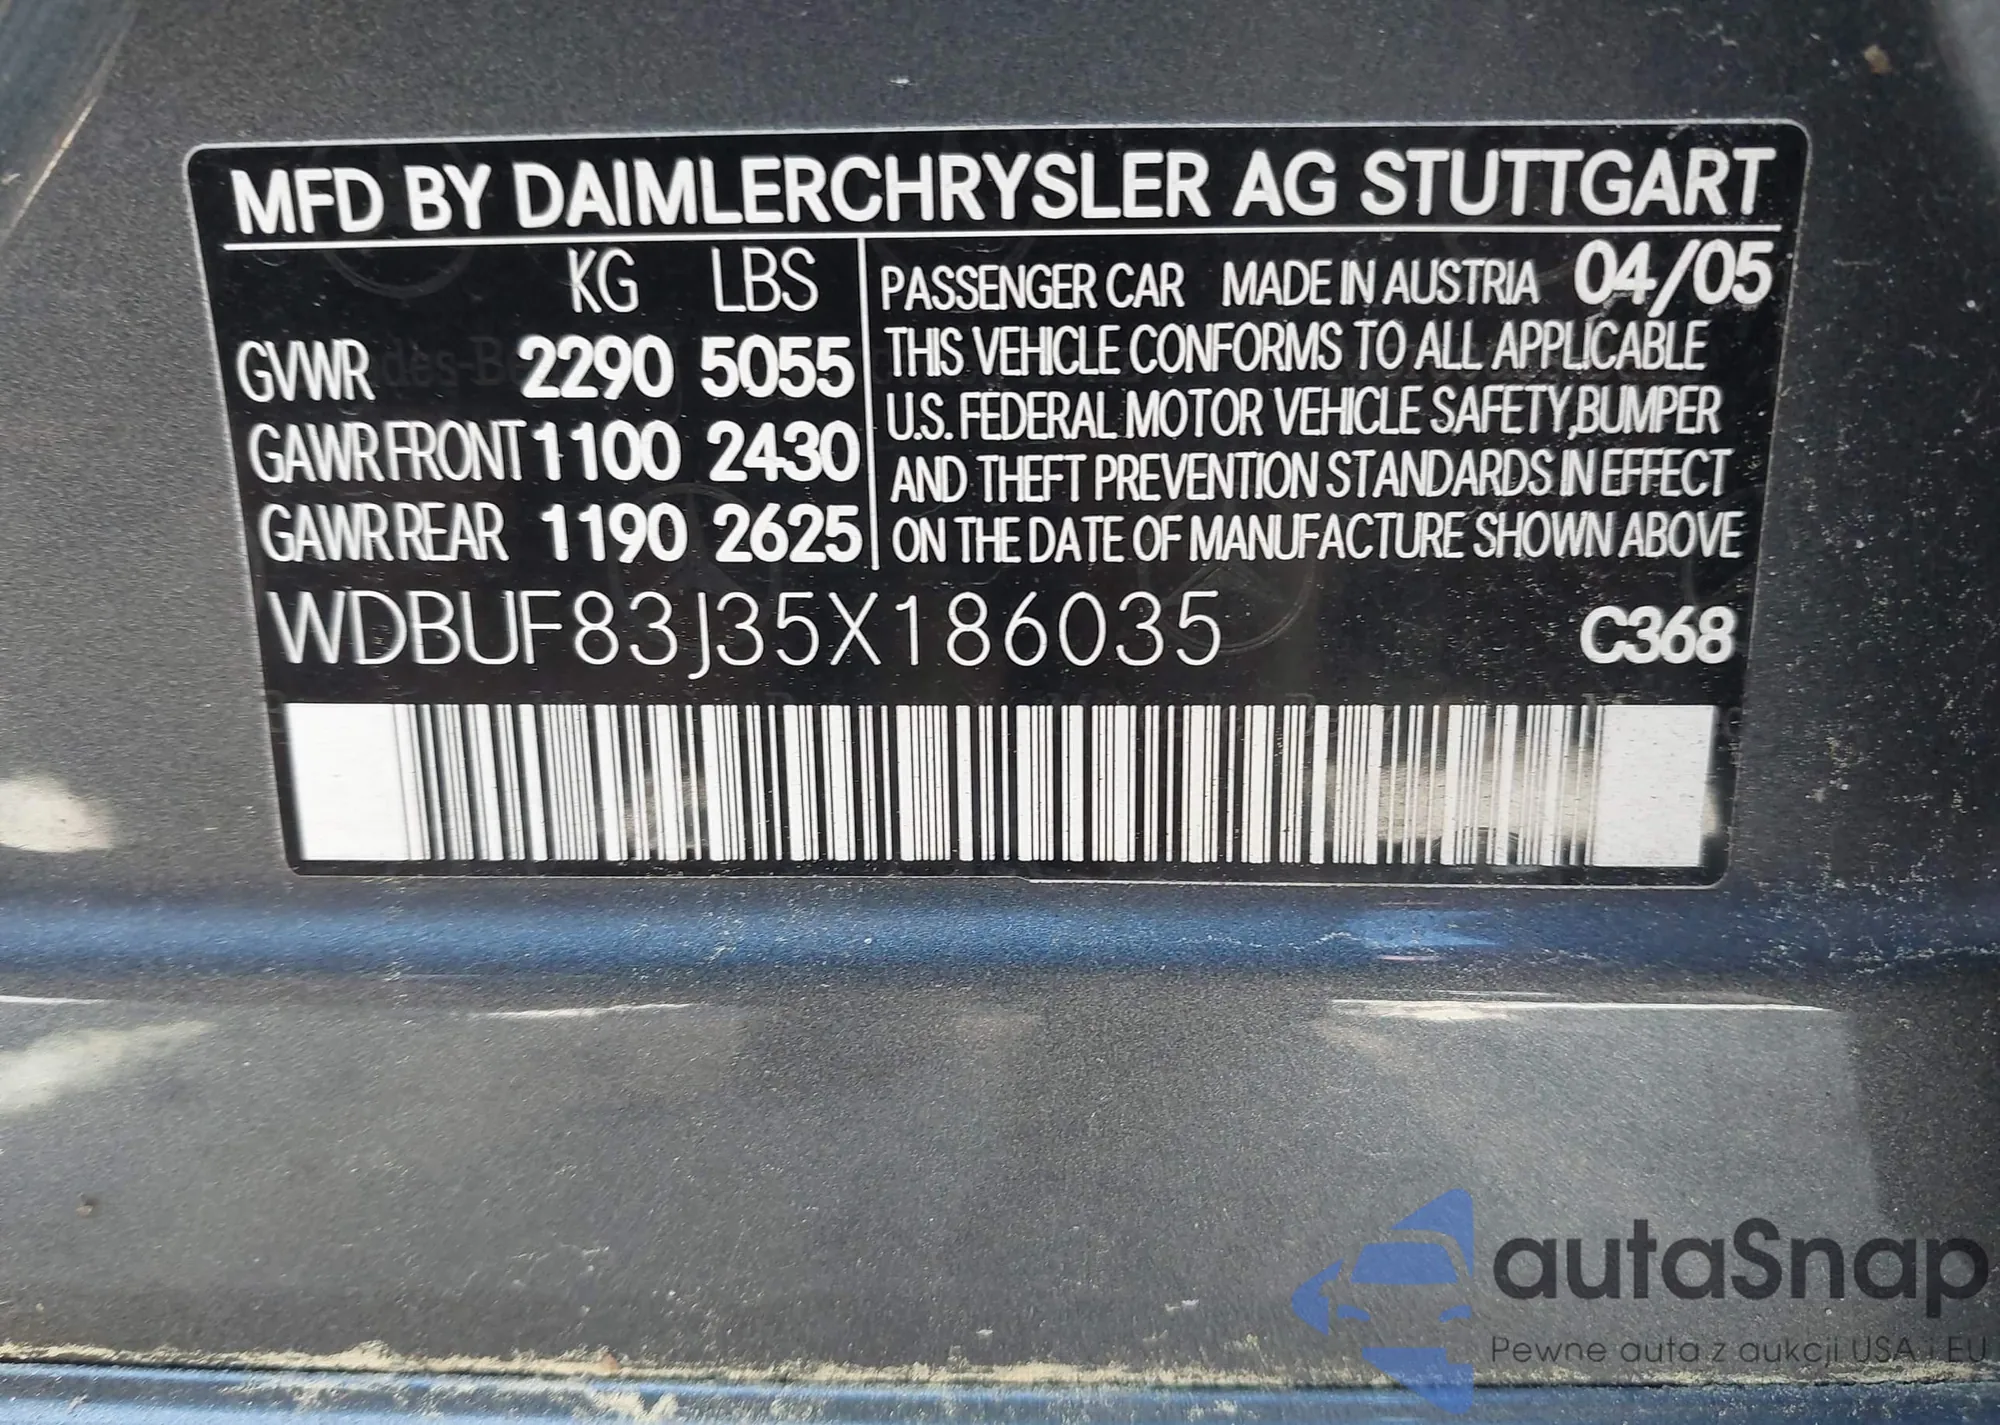 MFD BY DAIMLERCHRYSLER AG STUTTGART
KG LBS
GVWR 2290 5055
GAWR FRONT 1100 2430
GAWR REAR 1190 2625
PASSENGER CAR MADE IN AUSTRIA 04/05
THIS VEHICLE CONFORMS TO ALL APPLICABLE
U.S. FEDERAL MOTOR VEHICLE SAFETY, BUMPER
AND THEFT PREVENTION STANDARDS IN EFFECT
ON THE DATE OF MANUFACTURE SHOWN ABOVE
WDBUF83J35X186035 C368
autaSnap
Pewne auta z aukcji USA i EU